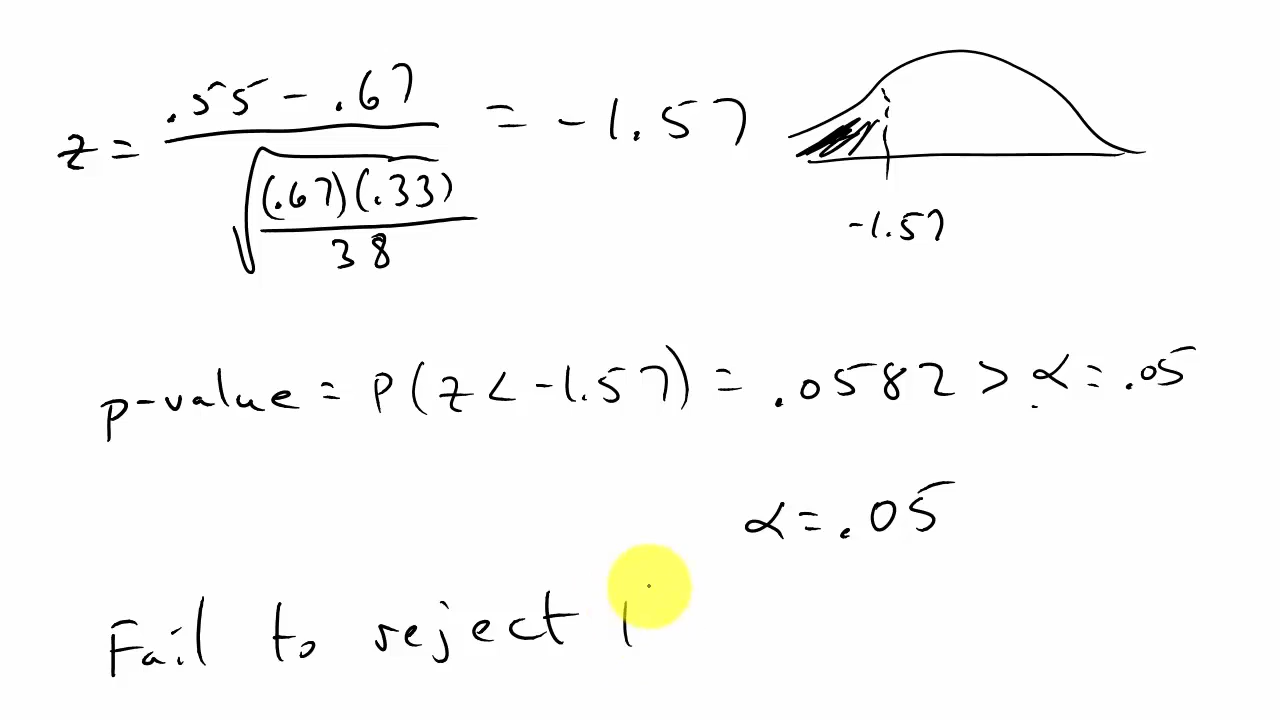 z = .55 - .67 / √((.67)(.33) / 38) = -1.57
-1.57
p-value = P(z < -1.57) = .0582 > α = .05
α = .05
Fail to reject